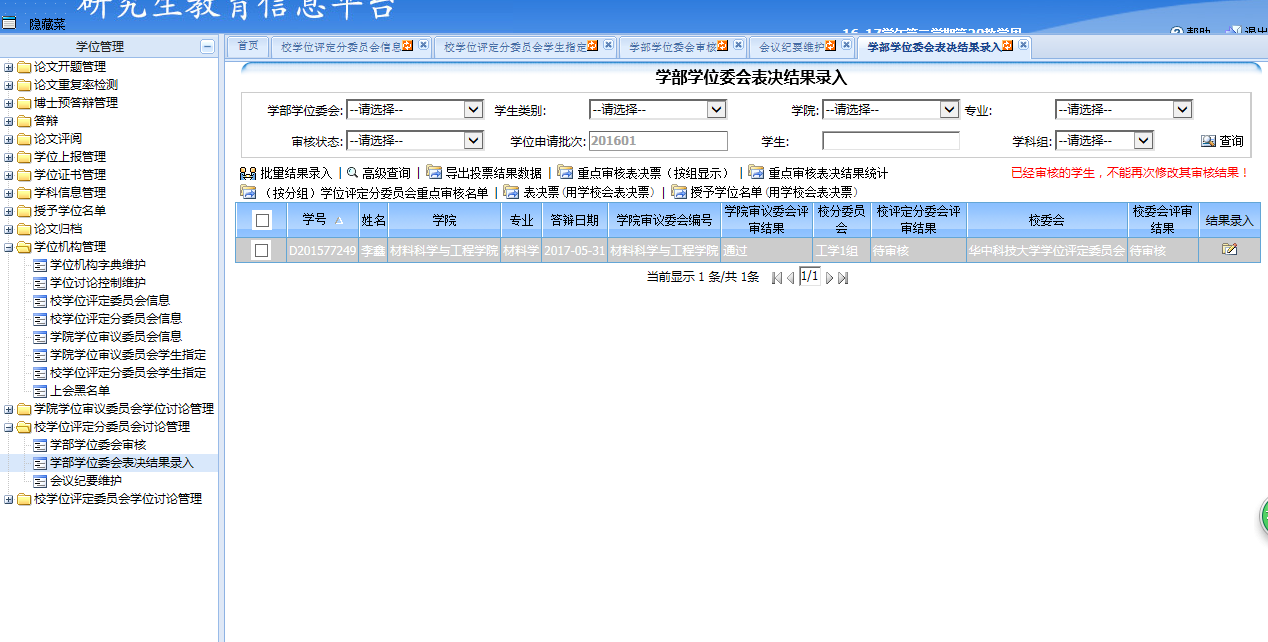 研究生教育信息平台
隐藏菜
16-17学年第二学期第20教学周
帮助
退出
学位管理
首页
校学位评定分委员会信息
校学位评定分委员会学生指定
学部学位委会审核
会议纪要维护
学部学位委会表决结果录入
论文开题管理
论文重复率检测
博士预答辩管理
答辩
论文评阅
学位上报管理
学位证书管理
学科信息管理
授予学位名单
论文归档
学位机构管理
学位机构字典维护
学位讨论控制维护
校学位评定委员会信息
校学位评定分委员会信息
学院学位审议委员会信息
学院学位审议委员会学生指定
校学位评定分委员会学生指定
上会黑名单
学院学位审议委员会学位讨论管理
校学位评定分委员会讨论管理
学部学位委会审核
学部学位委会表决结果录入
会议纪要维护
校学位评定委员会学位讨论管理
学部学位委会表决结果录入
学部学位委会: --请选择-- 学生类别: --请选择-- 学院: --请选择-- 专业: --请选择--
审核状态: --请选择-- 学位申请批次: 201601 学生: 学科组: --请选择-- 查询
批量结果录入 | 高级查询 | 导出投票结果数据 | 重点审核表决票（按组显示） | 重点审核表决结果统计
已经审核的学生，不能再次修改其审核结果！
（按分组）学位评定分委员会重点审核名单 | 表决票(用学校会表决票) | 授予学位名单(用学校会表决票)
学号 姓名 学院 专业 答辩日期 学院审议委会编号 学院审议委会评审结果 校分委员会 校评定分委会评审结果 校委会 校委会评审结果 结果录入
D201577249 李鑫 材料科学与工程学院 材料学 2017-05-31 材料科学与工程学院 通过 工学1组 待审核 华中科技大学学位评定委员会 待审核
当前显示 1 条/共 1条 1/1